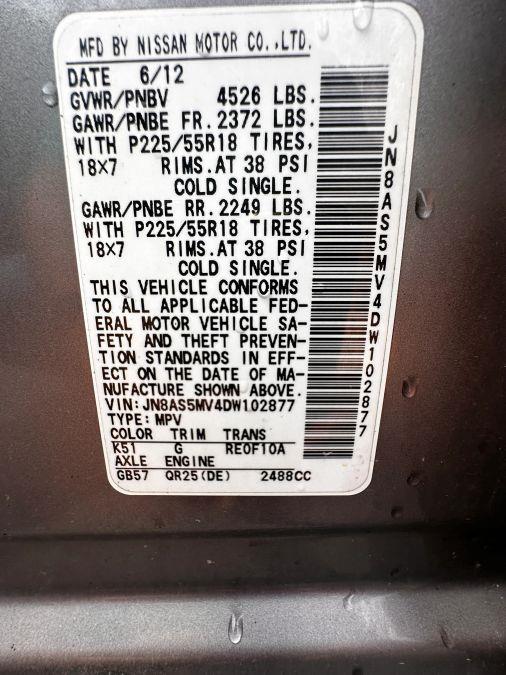 MFD BY NISSAN MOTOR CO.,LTD.
DATE 6/12
GVWR/PNBV 4526 LBS.
GAWR/PNBE FR. 2372 LBS.
WITH P225/55R18 TIRES,
18×7 RIMS. AT 38 PSI
COLD SINGLE.
GAWR/PNBE RR. 2249 LBS.
WITH P225/55R18 TIRES,
18×7 RIMS. AT 38 PSI
COLD SINGLE.
THIS VEHICLE CONFORMS
TO ALL APPLICABLE FED-
ERAL MOTOR VEHICLE SA-
FETY AND THEFT PREVEN-
TION STANDARDS IN EFF-
ECT ON THE DATE OF MA-
NUFACTURE SHOWN ABOVE.
VIN: JN8AS5MV4DW102877
TYPE: MPV
COLOR TRIM TRANS
K51 G RE0F10A
AXLE ENGINE
GB57 QR25(DE) 2488CC
JN8AS5MV4DW102877